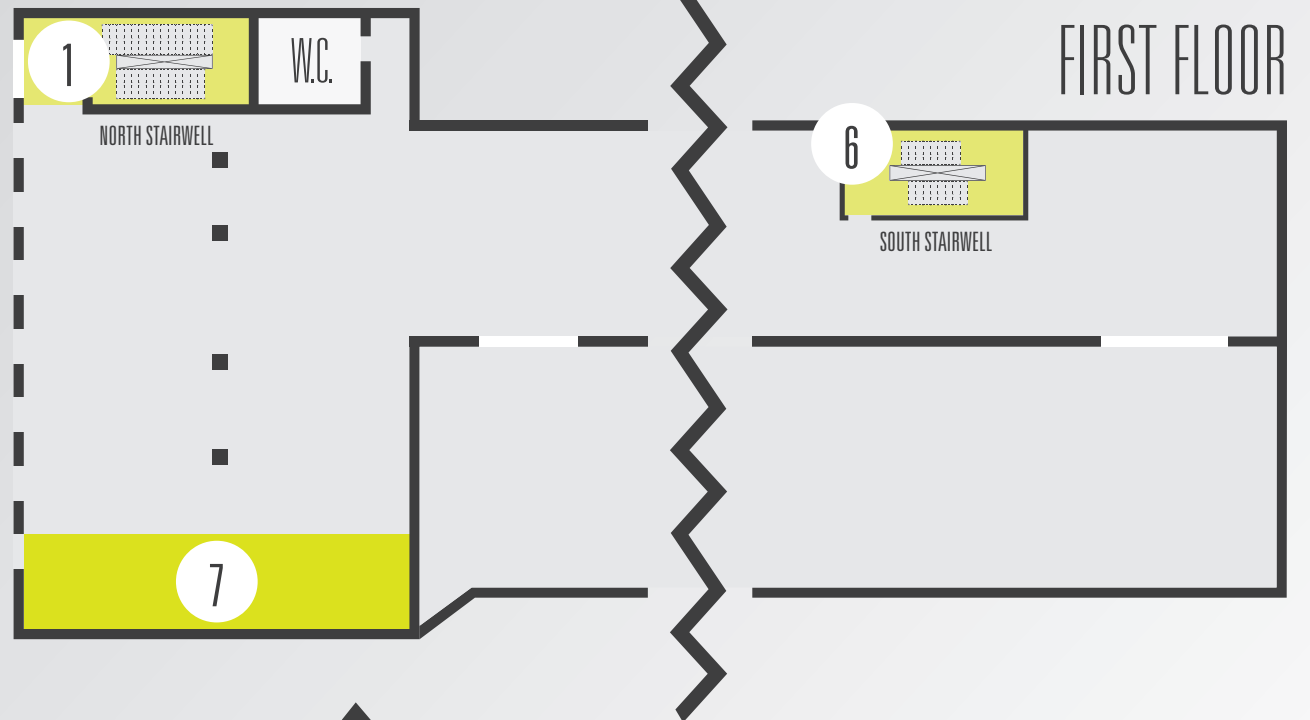 FIRST FLOOR
1
W.C.
NORTH STAIRWELL
6
SOUTH STAIRWELL
7